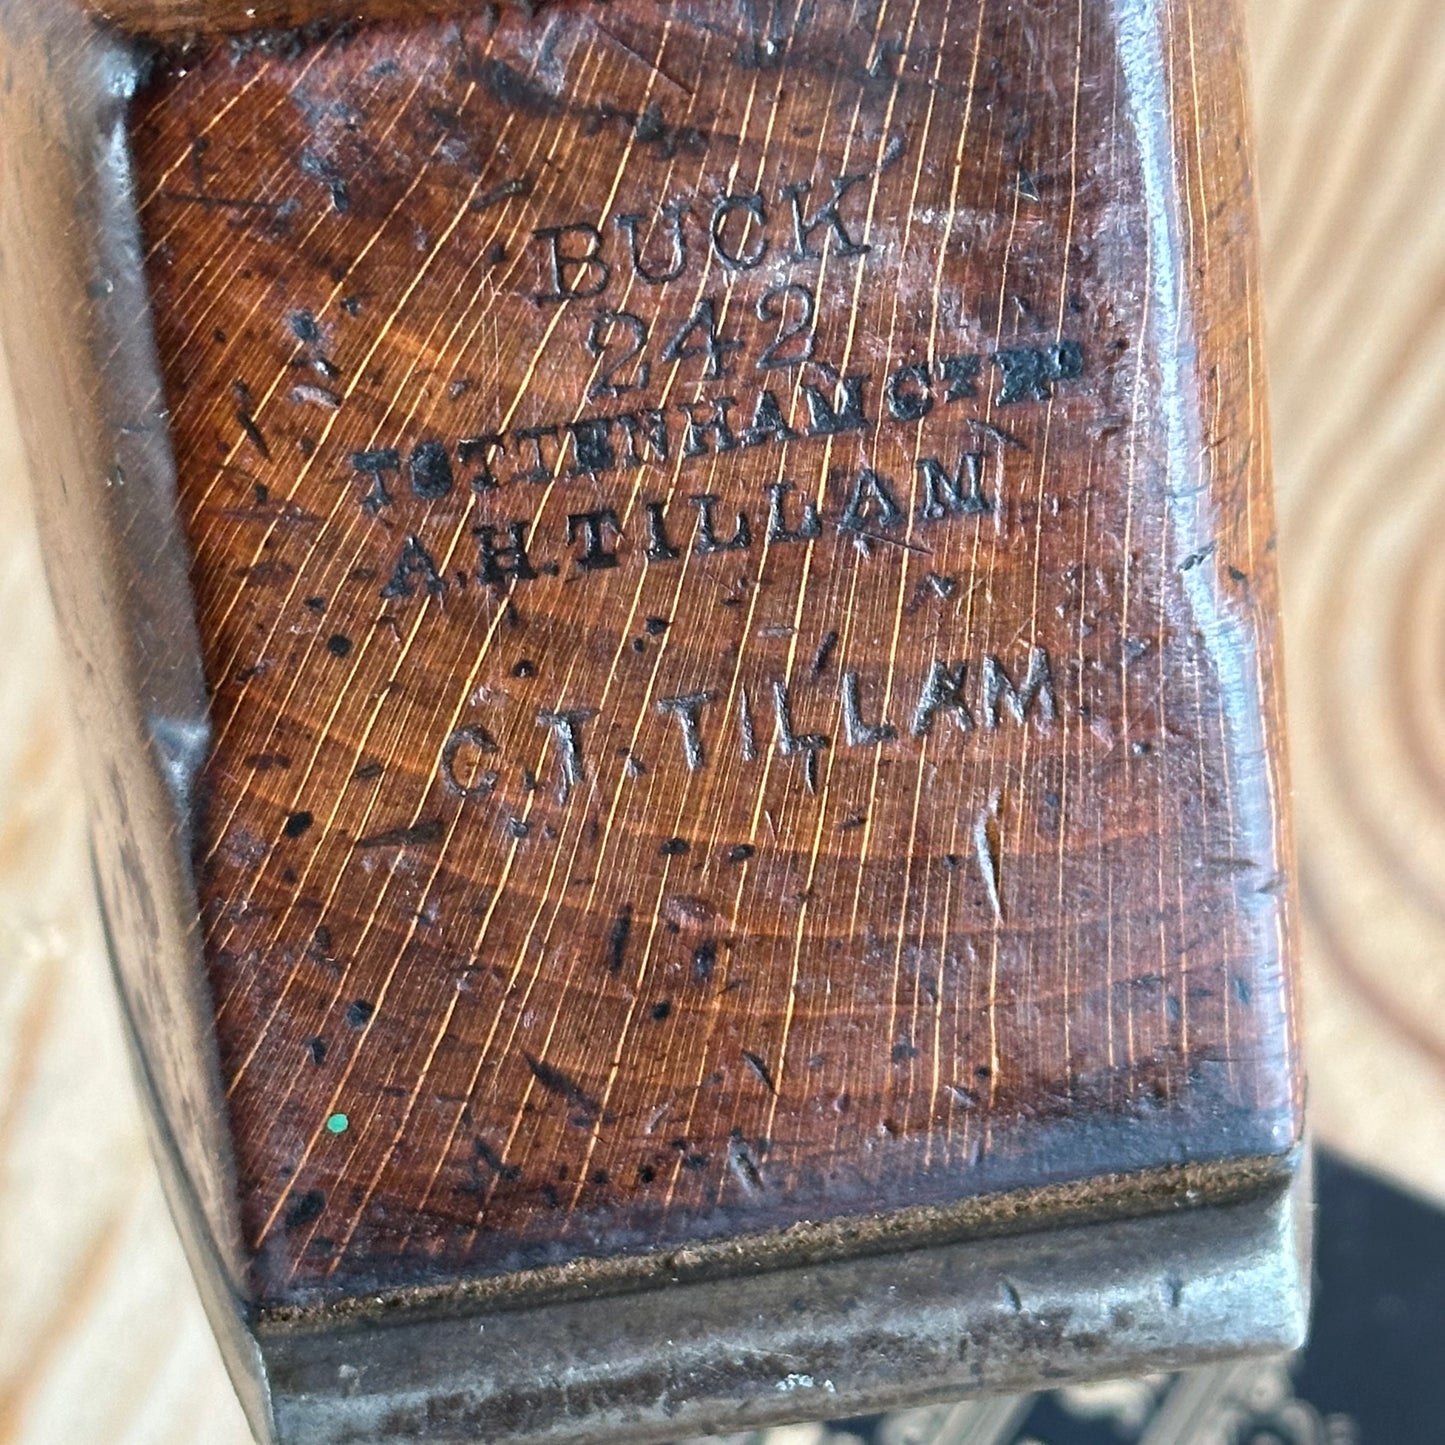 BUCK
242
TOTTENHAM CT RD
A.H.TILLAM
C.T.TILLAM